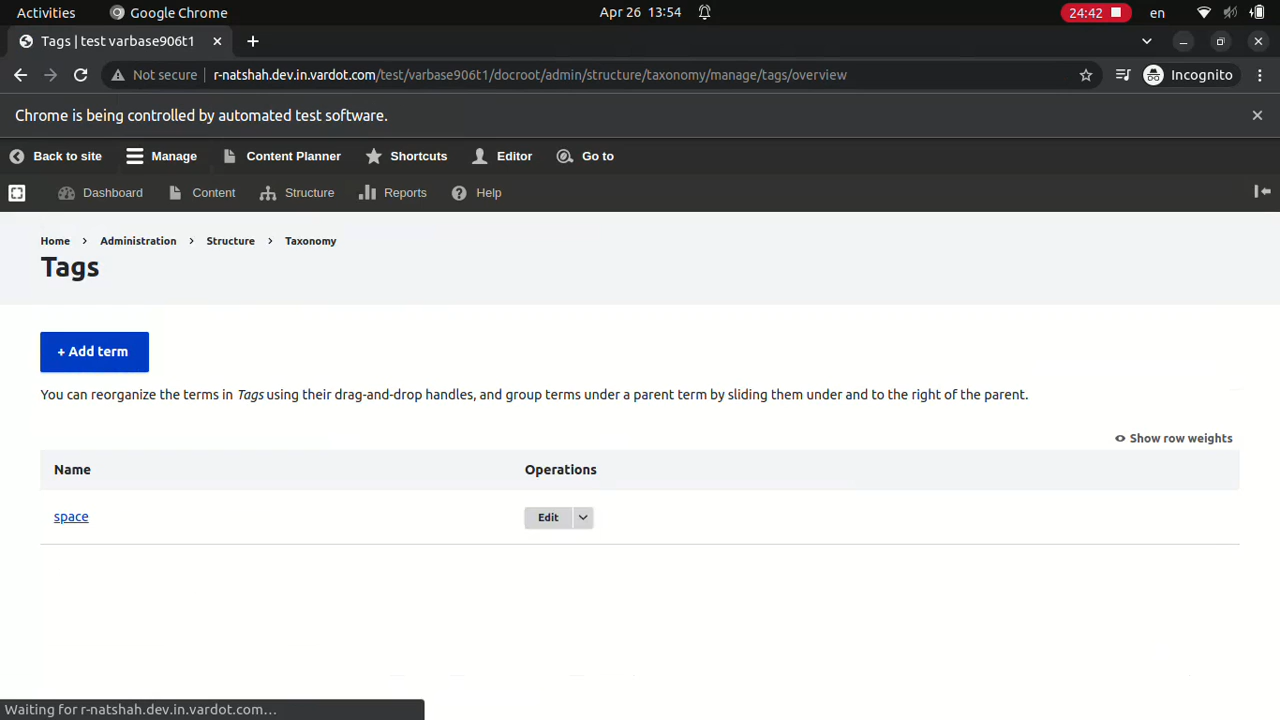 Activities Google Chrome Apr 26 13:54 24:42 en
Tags | test varbase906t1
Not secure r-natshah.dev.in.vardot.com/test/varbase906t1/docroot/admin/structure/taxonomy/manage/tags/overview Incognito
Chrome is being controlled by automated test software.
Back to site Manage Content Planner Shortcuts Editor Go to
Dashboard Content Structure Reports Help
Home > Administration > Structure > Taxonomy
Tags
+ Add term
You can reorganize the terms in Tags using their drag-and-drop handles, and group terms under a parent term by sliding them under and to the right of the parent.
Show row weights
Name Operations
space Edit
Waiting for r-natshah.dev.in.vardot.com…